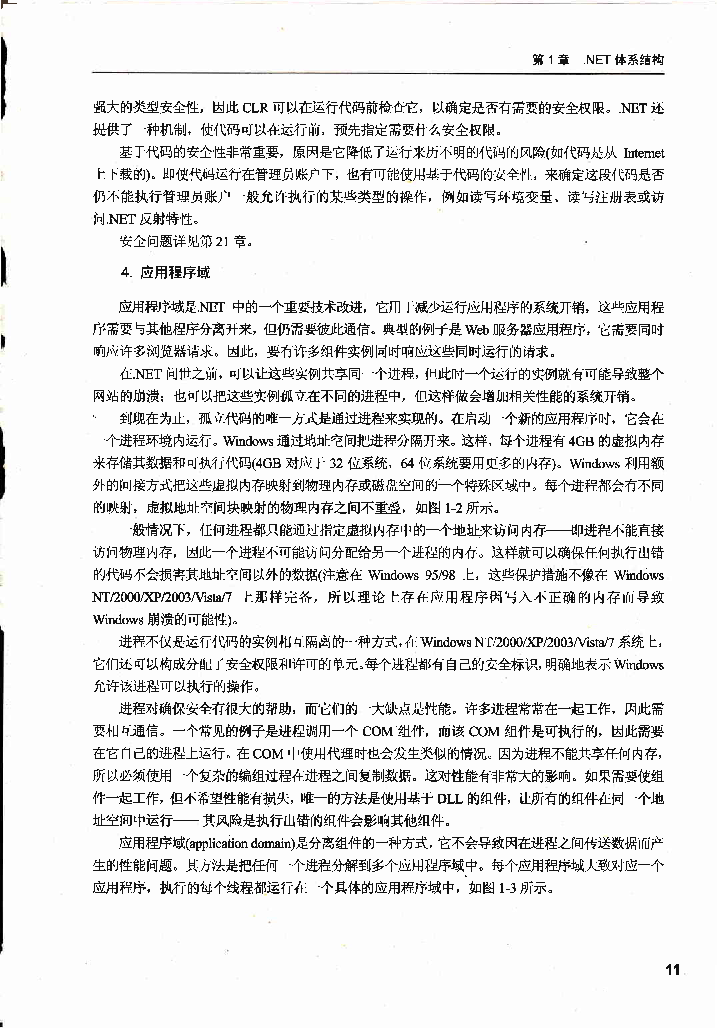 第 1 章 .NET 体系结构
强大的类型安全性，因此 CLR 可以在运行代码前检查它，以确定是否有需要的安全权限。.NET 还
提供了一种机制，使代码可以在运行前，预先指定需要什么安全权限。
基于代码的安全性非常重要，原因是它降低了运行来历不明的代码的风险(如代码是从 Internet
上下载的)。即使代码运行在管理员账户下，也有可能使用基于代码的安全性，来确定这段代码是否
仍不能执行管理员账户一般允许执行的某些类型的操作，例如读写环境变量、读写注册表或访
问.NET 反射特性。
安全问题详见第 21 章。
4. 应用程序域
应用程序域是.NET 中的一个重要技术改进，它用于减少运行应用程序的系统开销，这些应用程
序需要与其他程序分离开来，但仍需要彼此通信。典型的例子是 Web 服务器应用程序，它需要同时
响应许多浏览器请求。因此，要有许多组件实例同时响应这些同时运行的请求。
在.NET 问世之前，可以让这些实例共享同一个进程，但此时一个运行的实例就有可能导致整个
网站的崩溃；也可以把这些实例孤立在不同的进程中，但这样做会增加相关性能的系统开销。
到现在为止，孤立代码的唯一方式是通过进程来实现的。在启动一个新的应用程序时，它会在
一个进程环境内运行。Windows 通过地址空间把进程分隔开来。这样，每个进程有 4GB 的虚拟内存
来存储其数据和可执行代码(4GB 对应于 32 位系统，64 位系统要用更多的内存)。Windows 利用额
外的间接方式把这些虚拟内存映射到物理内存或磁盘空间的一个特殊区域中。每个进程都会有不同
的映射，虚拟地址空间块映射的物理内存之间不重叠，如图 1-2 所示。
一般情况下，任何进程都只能通过指定虚拟内存中的一个地址来访问内存——即进程不能直接
访问物理内存，因此一个进程不可能访问分配给另一个进程的内存。这样就可以确保任何执行出错
的代码不会损害其地址空间以外的数据(注意在 Windows 95/98 上，这些保护措施不像在 Windows
NT/2000/XP/2003/Vista/7 上那样完备，所以理论上存在应用程序因写入不正确的内存而导致
Windows 崩溃的可能性)。
进程不仅是运行代码的实例相互隔离的一种方式，在 Windows NT/2000/XP/2003/Vista/7 系统上，
它们还可以构成分配了安全权限和许可的单元。每个进程都有自己的安全标识，明确地表示 Windows
允许该进程可以执行的操作。
进程对确保安全有很大的帮助，而它们的一大缺点是性能。许多进程常常在一起工作，因此需
要相互通信。一个常见的例子是进程调用一个 COM 组件，而该 COM 组件是可执行的，因此需要
在它自己的进程上运行。在 COM 中使用代理时也会发生类似的情况。因为进程不能共享任何内存，
所以必须使用一个复杂的编组过程在进程之间复制数据。这对性能有非常大的影响。如果需要使组
件一起工作，但不希望性能有损失，唯一的方法是使用基于 DLL 的组件，让所有的组件在同一个地
址空间中运行——其风险是执行出错的组件会影响其他组件。
应用程序域(application domain)是分离组件的一种方式，它不会导致因在进程之间传送数据而产
生的性能问题。其方法是把任何一个进程分解到多个应用程序域中。每个应用程序域大致对应一个
应用程序，执行的每个线程都运行在一个具体的应用程序域中，如图 1-3 所示。
11